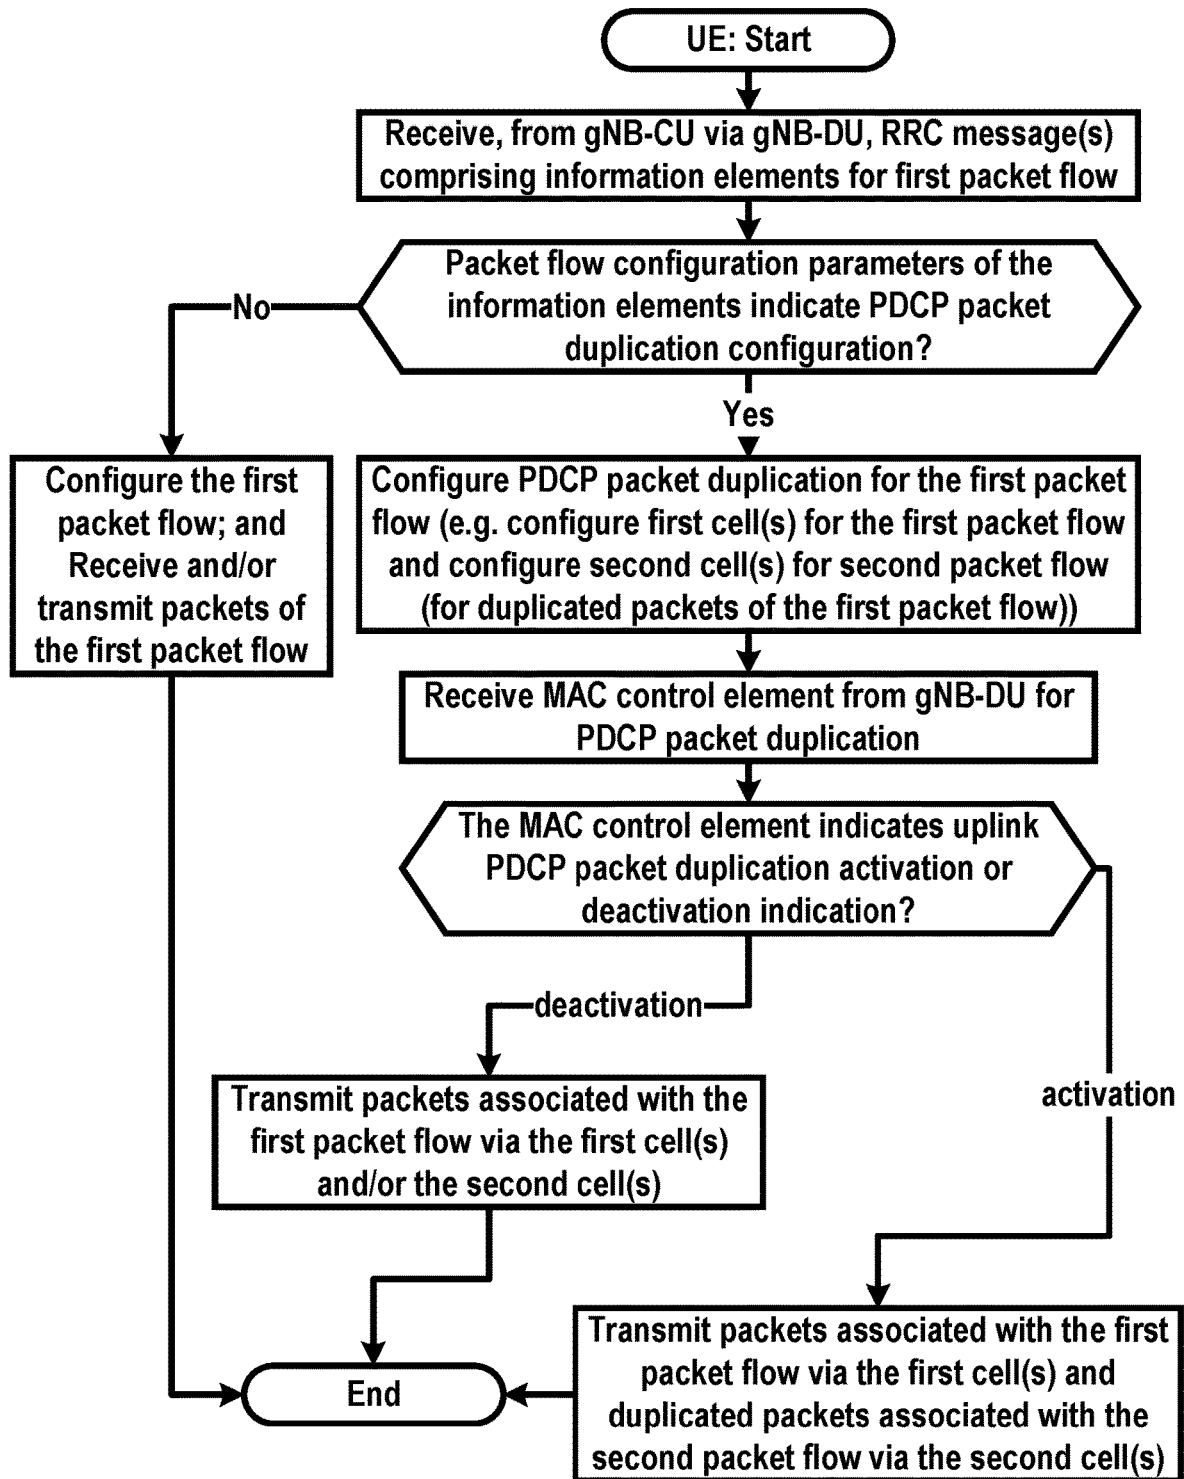 UE: Start
Receive, from gNB-CU via gNB-DU, RRC message(s)
comprising information elements for first packet flow
Packet flow configuration parameters of the
information elements indicate PDCP packet
duplication configuration?
No
Yes
Configure the first
packet flow; and
Receive and/or
transmit packets of
the first packet flow
Configure PDCP packet duplication for the first packet
flow (e.g. configure first cell(s) for the first packet flow
and configure second cell(s) for second packet flow
(for duplicated packets of the first packet flow))
Receive MAC control element from gNB-DU for
PDCP packet duplication
The MAC control element indicates uplink
PDCP packet duplication activation or
deactivation indication?
deactivation
activation
Transmit packets associated with the
first packet flow via the first cell(s)
and/or the second cell(s)
Transmit packets associated with the first
packet flow via the first cell(s) and
duplicated packets associated with the
second packet flow via the second cell(s)
End